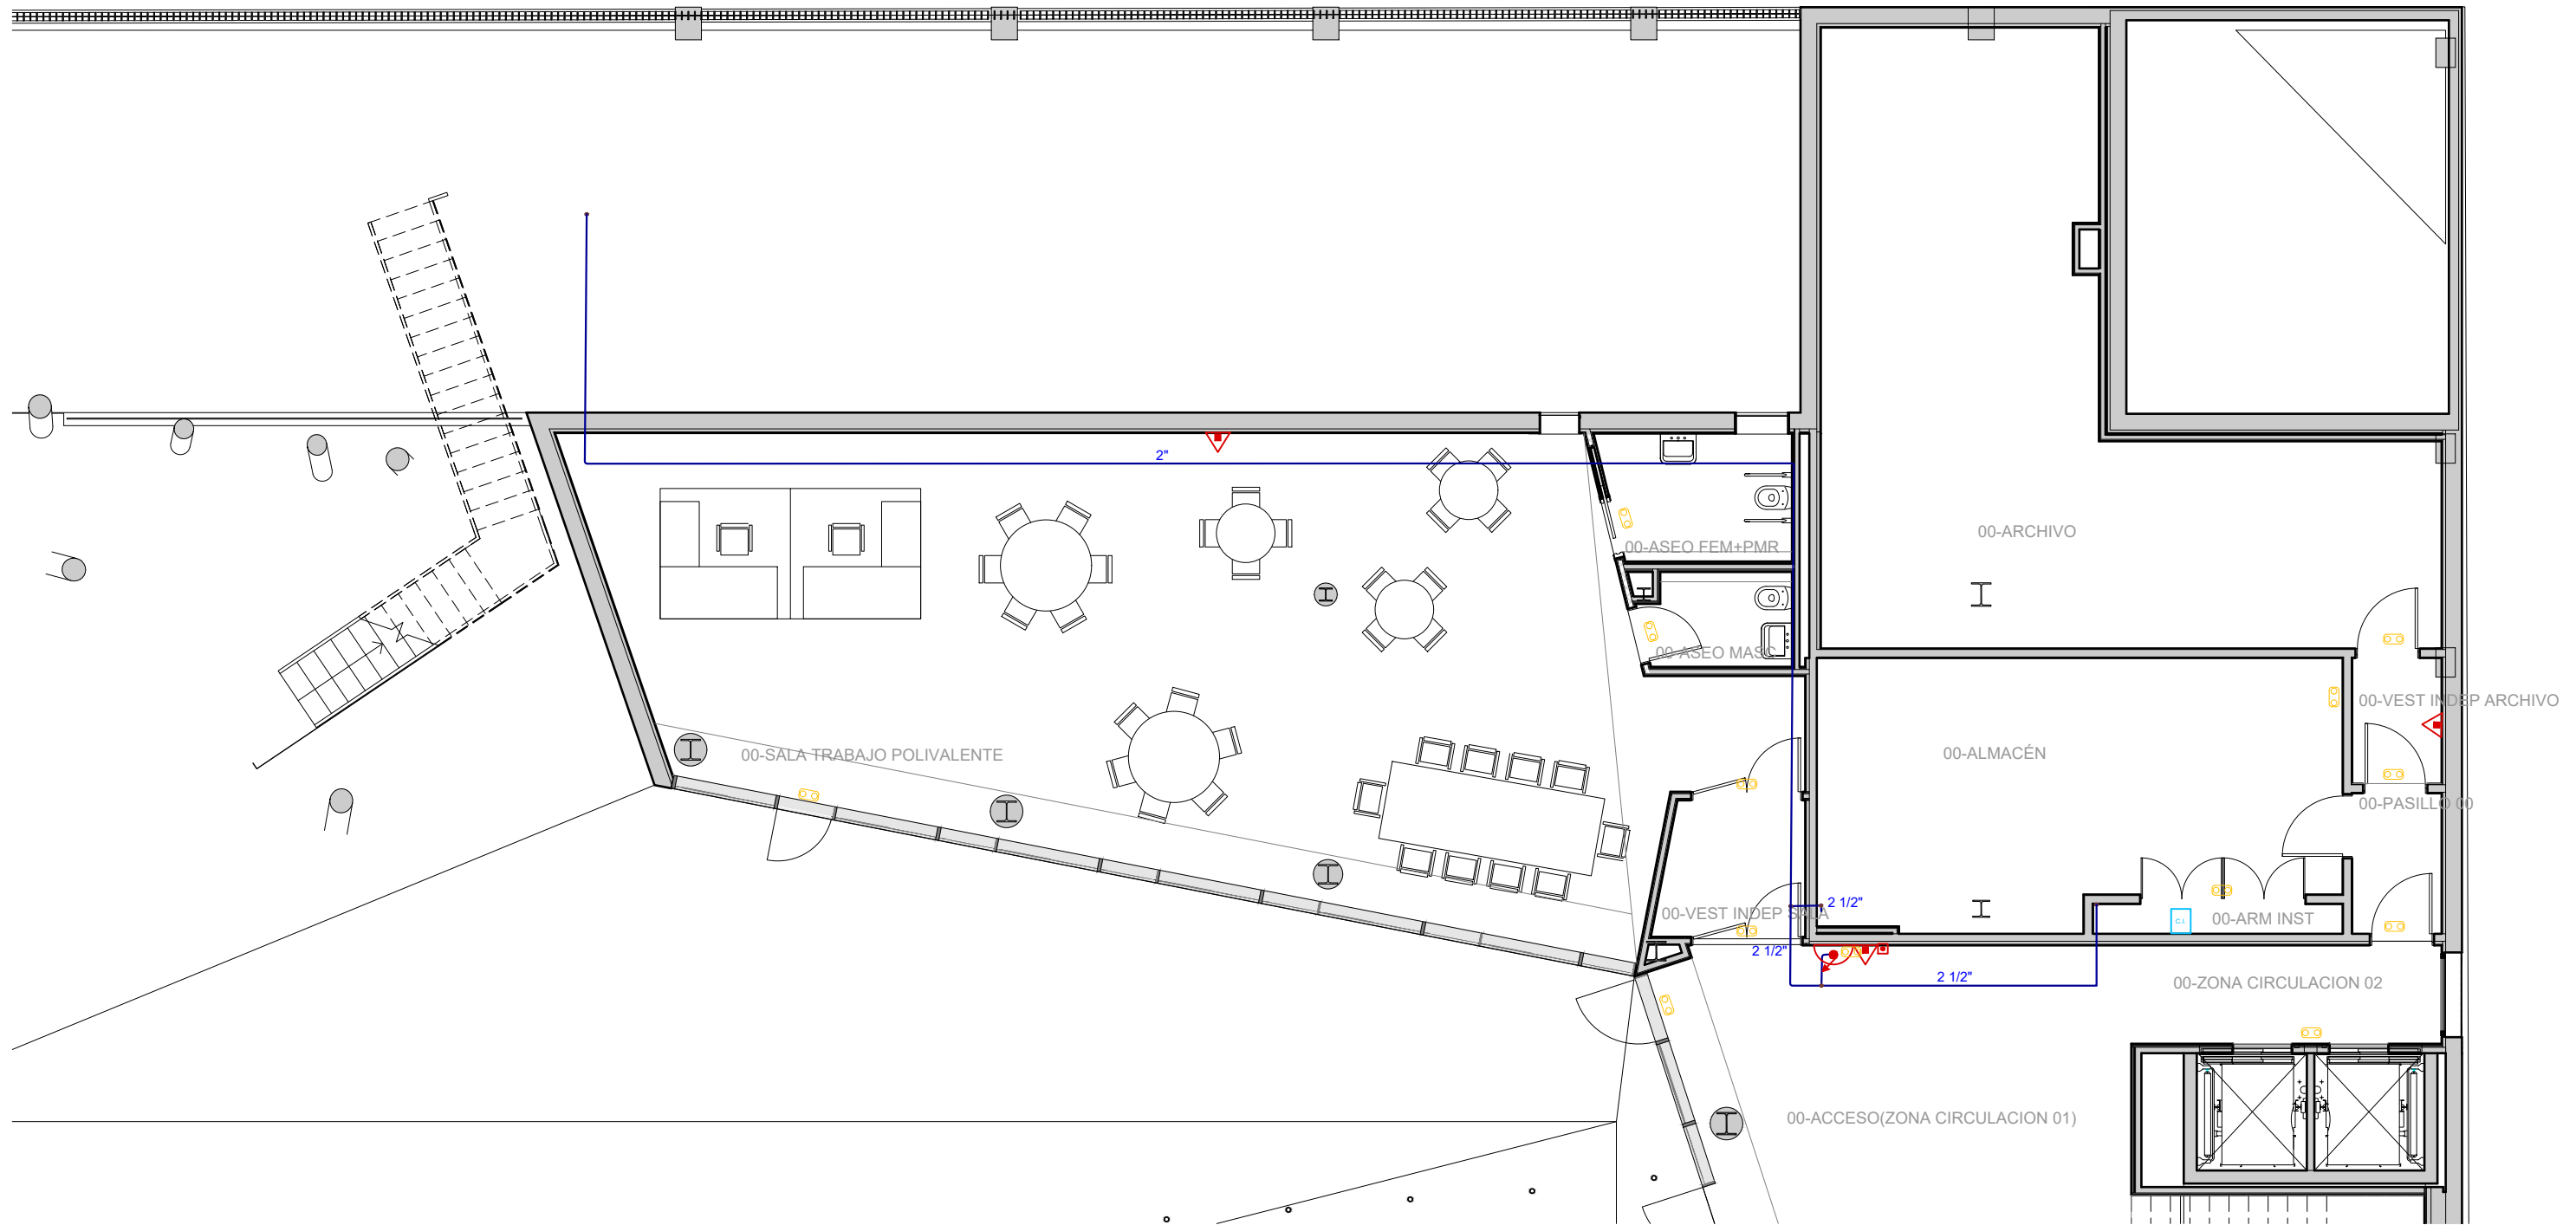 2"
00-ARCHIVO
00-ASEO FEM+PMR
00-ASEO MASC
00-VEST INDEP ARCHIVO
00-SALA TRABAJO POLIVALENTE
00-ALMACÉN
00-PASILLO 00
2 1/2"
00-VEST INDEP SALA
C.I.
00-ARM INST
2 1/2"
2 1/2"
00-ZONA CIRCULACION 02
00-ACCESO(ZONA CIRCULACION 01)